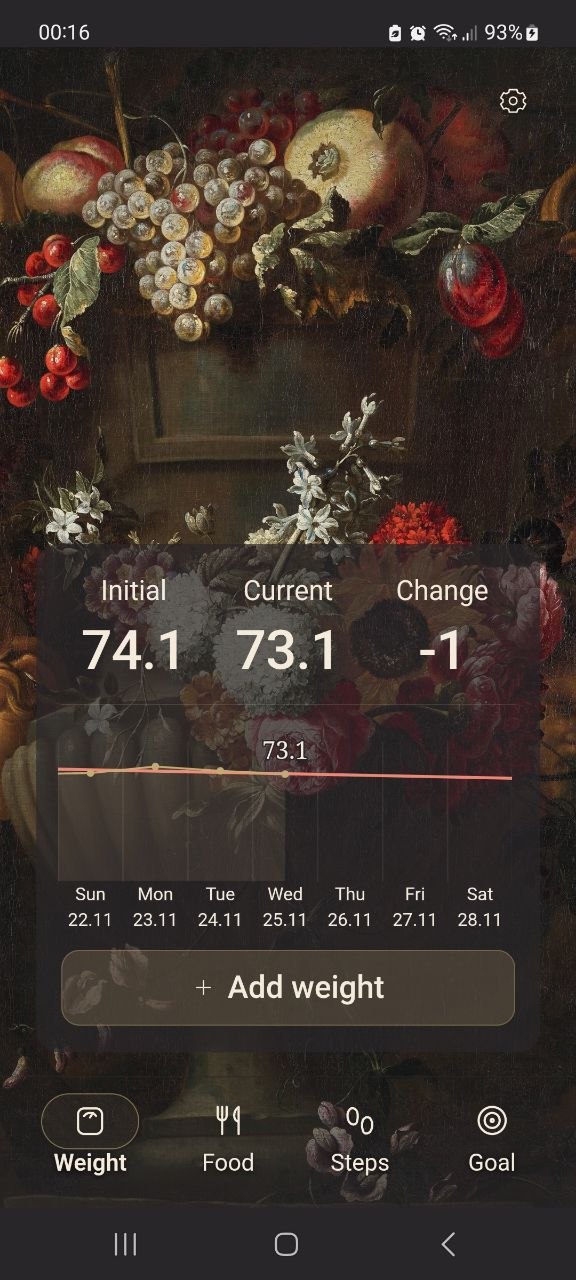 00:16 93%
Initial Current Change
74.1 73.1 -1
73.1
Sun Mon Tue Wed Thu Fri Sat
22.11 23.11 24.11 25.11 26.11 27.11 28.11
+ Add weight
Weight Food Steps Goal